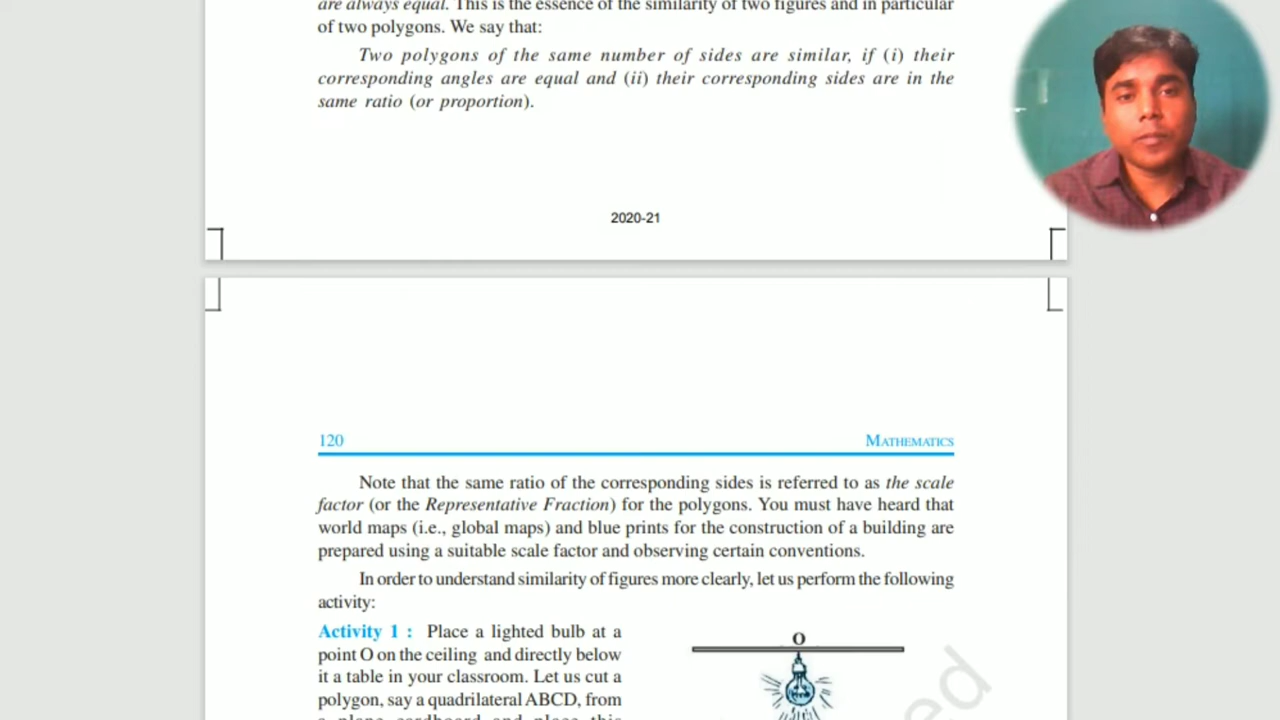 are always equal. This is the essence of the similarity of two figures and in particular
of two polygons. We say that:
Two polygons of the same number of sides are similar, if (i) their
corresponding angles are equal and (ii) their corresponding sides are in the
same ratio (or proportion).
2020-21
120 MATHEMATICS
Note that the same ratio of the corresponding sides is referred to as the scale
factor (or the Representative Fraction) for the polygons. You must have heard that
world maps (i.e., global maps) and blue prints for the construction of a building are
prepared using a suitable scale factor and observing certain conventions.
In order to understand similarity of figures more clearly, let us perform the following
activity:
Activity 1 : Place a lighted bulb at a
point O on the ceiling and directly below
it a table in your classroom. Let us cut a
polygon, say a quadrilateral ABCD, from
a plane cardboard and place this
O